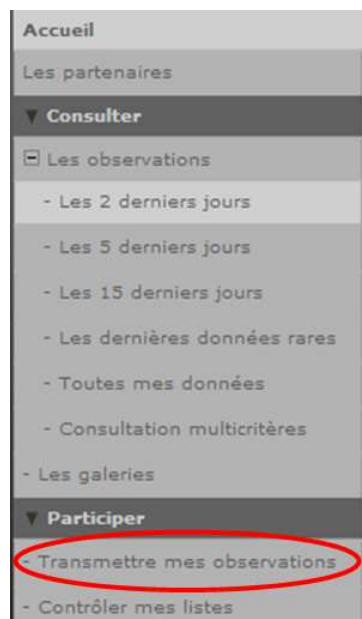 Accueil
Les partenaires
Consulter
Les observations
- Les 2 derniers jours
- Les 5 derniers jours
- Les 15 derniers jours
- Les dernières données rares
- Toutes mes données
- Consultation multicritères
- Les galeries
Participer
- Transmettre mes observations
- Contrôler mes listes